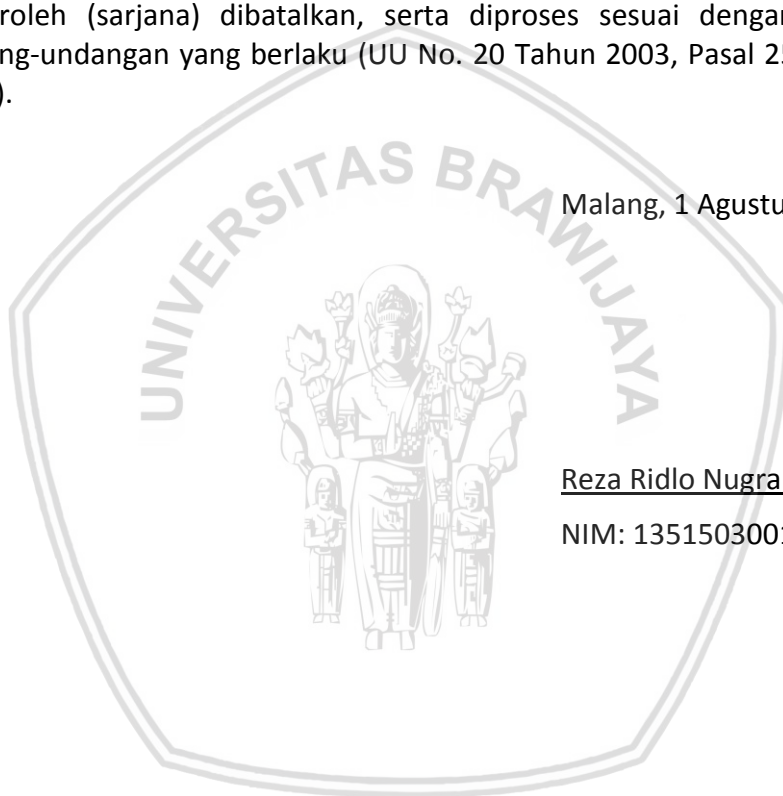 roleh (sarjana) dibatalkan, serta diproses sesuai dengan
ng-undangan yang berlaku (UU No. 20 Tahun 2003, Pasal 2
).
UNIVERSITAS BRAWIJAYA
Malang, 1 Agustu
Reza Ridlo Nugra
NIM: 135150300